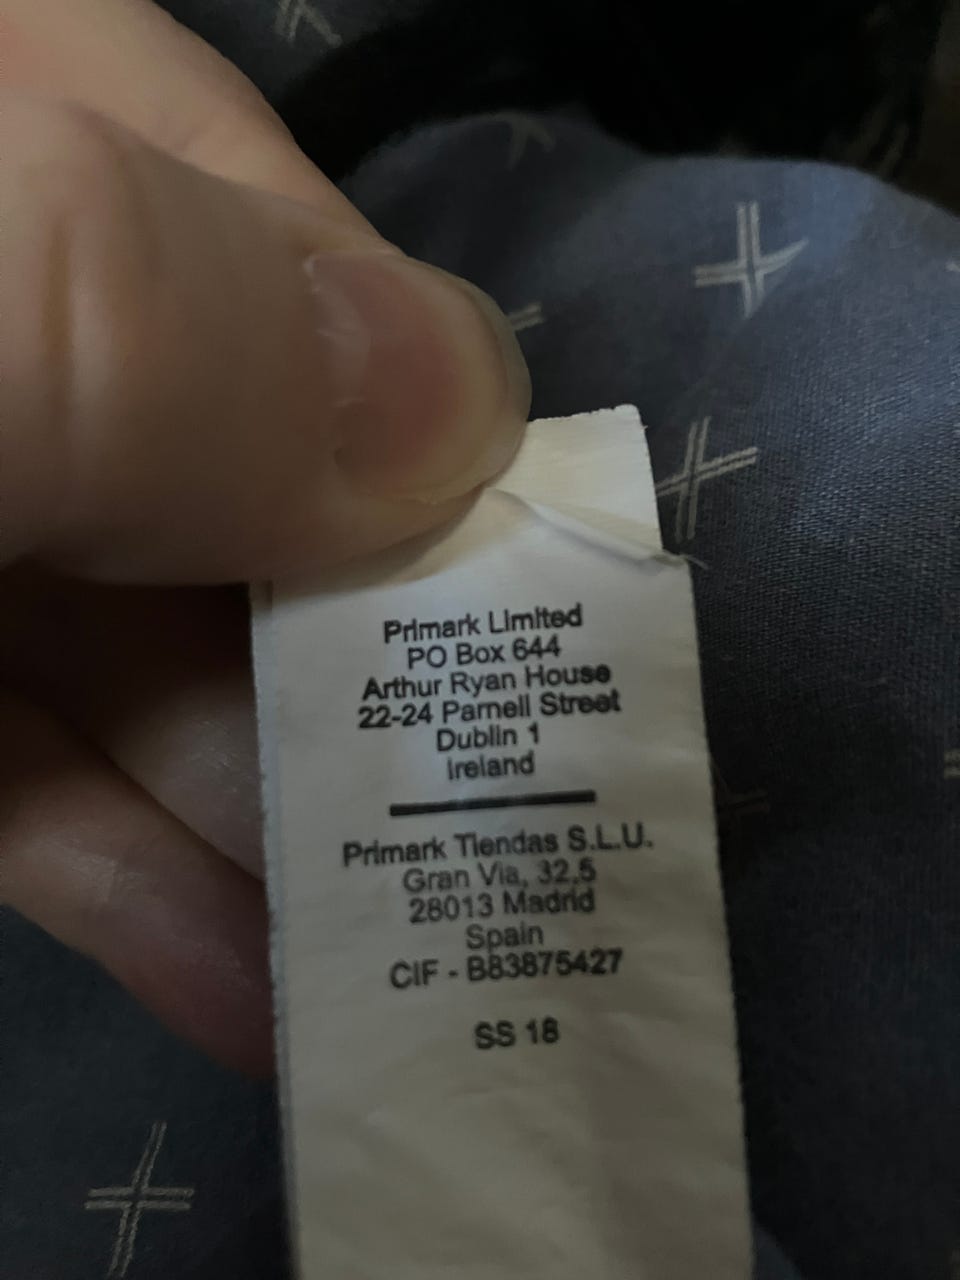 Primark Limited
PO Box 644
Arthur Ryan House
22-24 Parnell Street
Dublin 1
Ireland
Primark Tiendas S.L.U.
Gran Via, 32,5
28013 Madrid
Spain
CIF - B83875427
SS 18